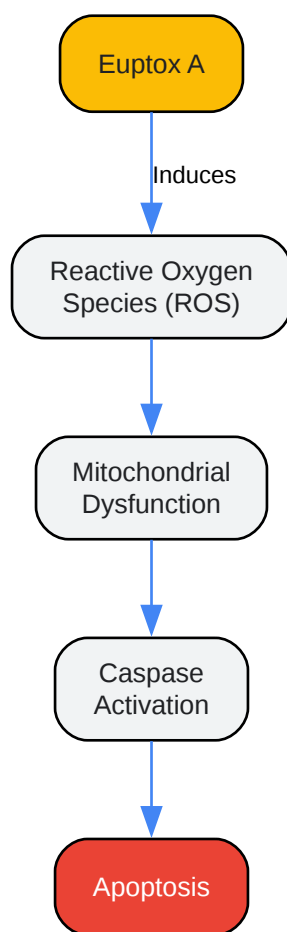 Euptox A
Induces
Reactive Oxygen
Species (ROS)
Mitochondrial
Dysfunction
Caspase
Activation
Apoptosis